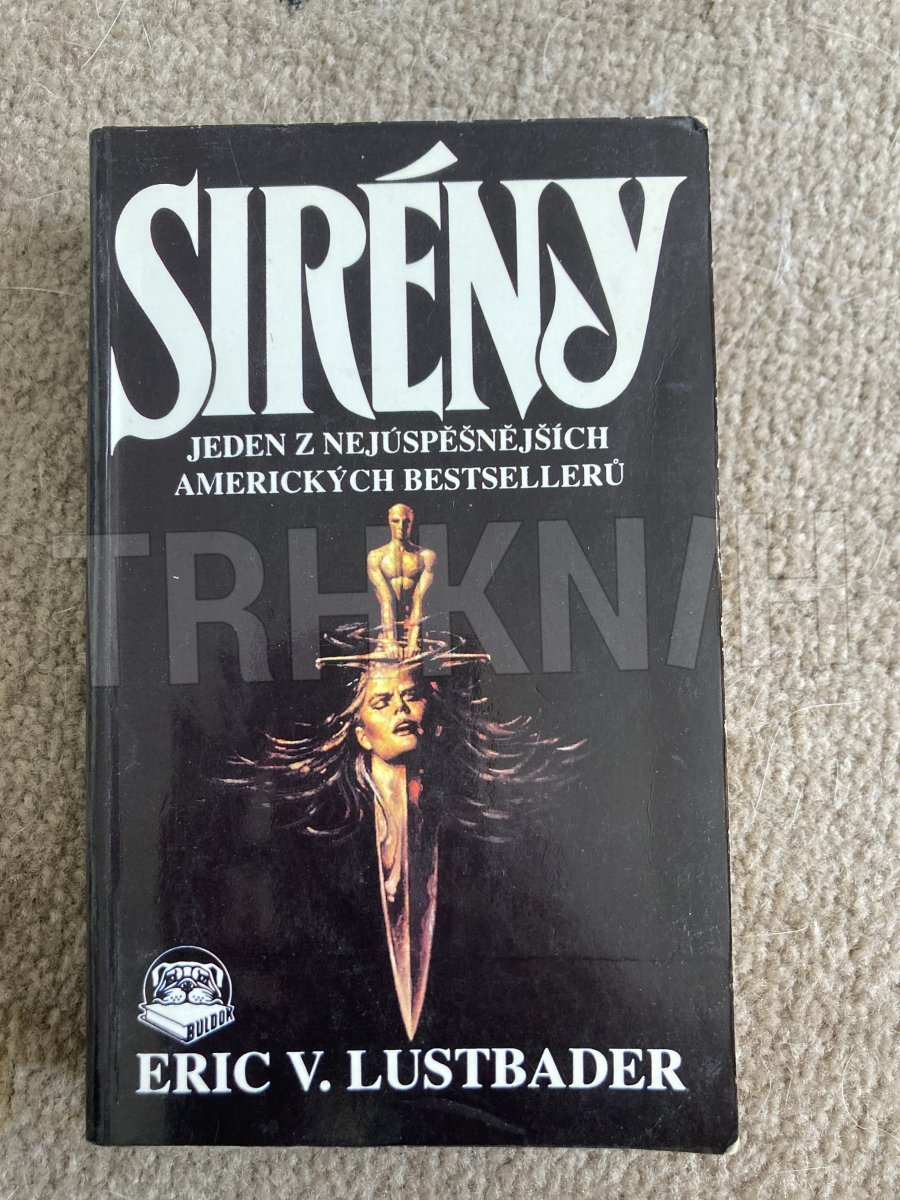 SIRÉNY
JEDEN Z NEJÚSPĚŠNĚJŠÍCH
AMERICKÝCH BESTSELLERŮ
TRHKNIH
BULDOK
ERIC V. LUSTBADER